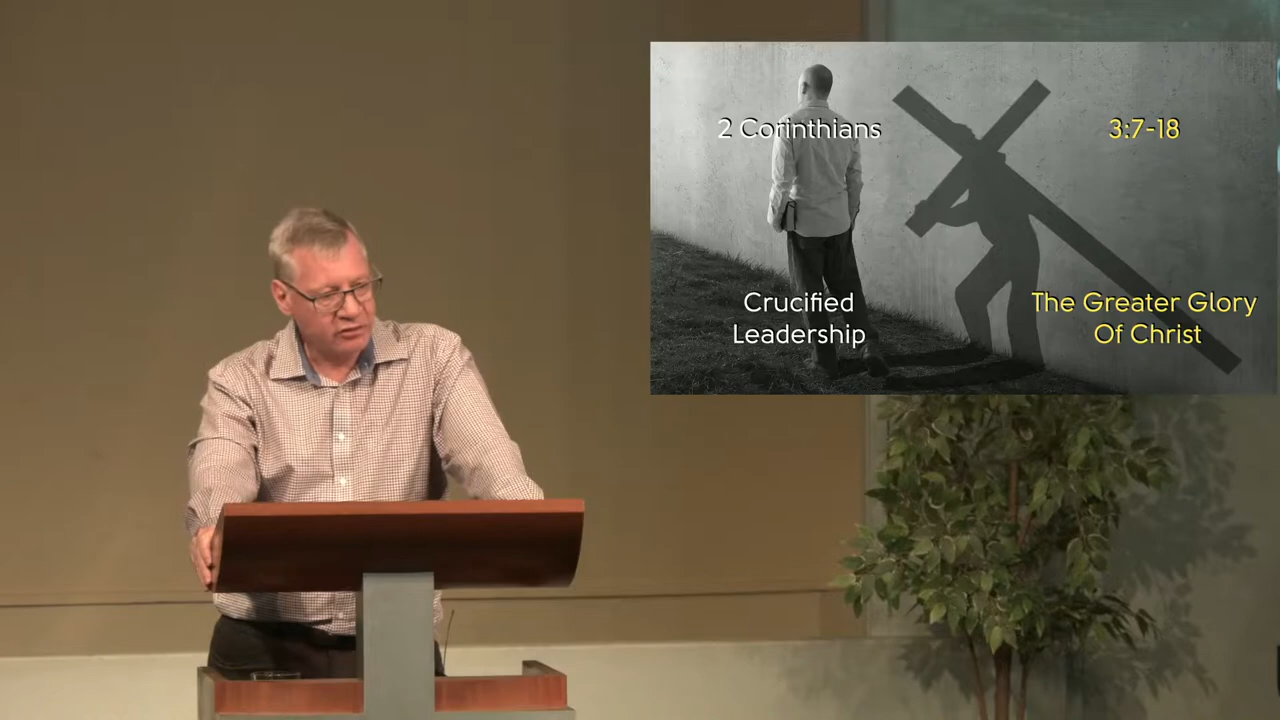 2 Corinthians
3:7-18
Crucified
Leadership
The Greater Glory
Of Christ